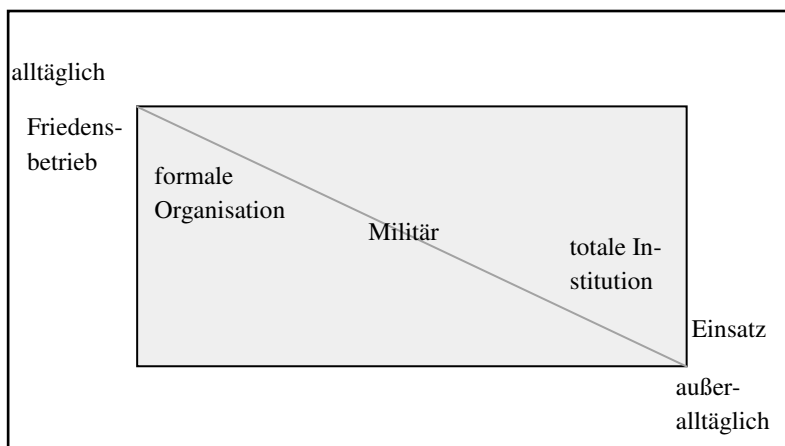 alltäglich
Friedens-
betrieb
formale
Organisation
Militär
totale In-
stitution
Einsatz
außer-
alltäglich